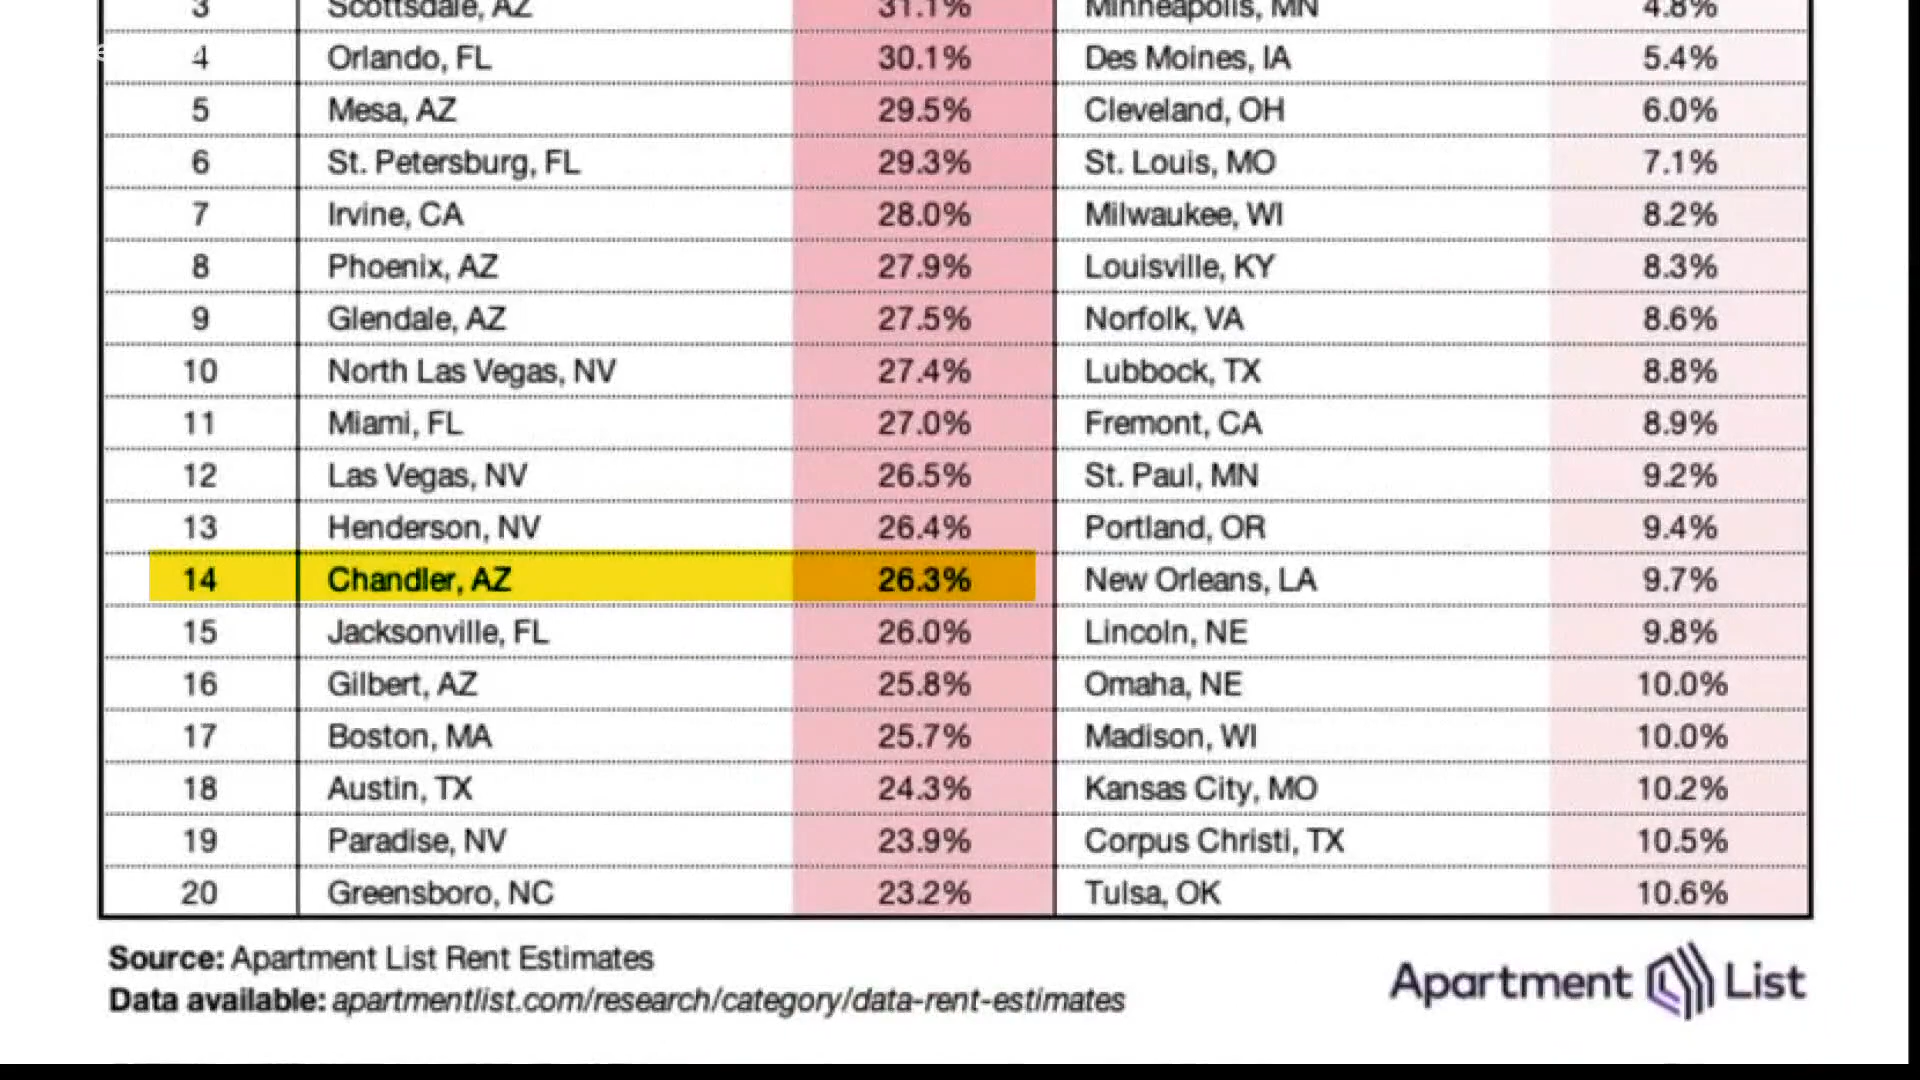 3 Scottsdale, AZ 31.1% Minneapolis, MN 4.8%
4 Orlando, FL 30.1% Des Moines, IA 5.4%
5 Mesa, AZ 29.5% Cleveland, OH 6.0%
6 St. Petersburg, FL 29.3% St. Louis, MO 7.1%
7 Irvine, CA 28.0% Milwaukee, WI 8.2%
8 Phoenix, AZ 27.9% Louisville, KY 8.3%
9 Glendale, AZ 27.5% Norfolk, VA 8.6%
10 North Las Vegas, NV 27.4% Lubbock, TX 8.8%
11 Miami, FL 27.0% Fremont, CA 8.9%
12 Las Vegas, NV 26.5% St. Paul, MN 9.2%
13 Henderson, NV 26.4% Portland, OR 9.4%
14 Chandler, AZ 26.3% New Orleans, LA 9.7%
15 Jacksonville, FL 26.0% Lincoln, NE 9.8%
16 Gilbert, AZ 25.8% Omaha, NE 10.0%
17 Boston, MA 25.7% Madison, WI 10.0%
18 Austin, TX 24.3% Kansas City, MO 10.2%
19 Paradise, NV 23.9% Corpus Christi, TX 10.5%
20 Greensboro, NC 23.2% Tulsa, OK 10.6%
Source: Apartment List Rent Estimates
Data available: apartmentlist.com/research/category/data-rent-estimates
Apartment List